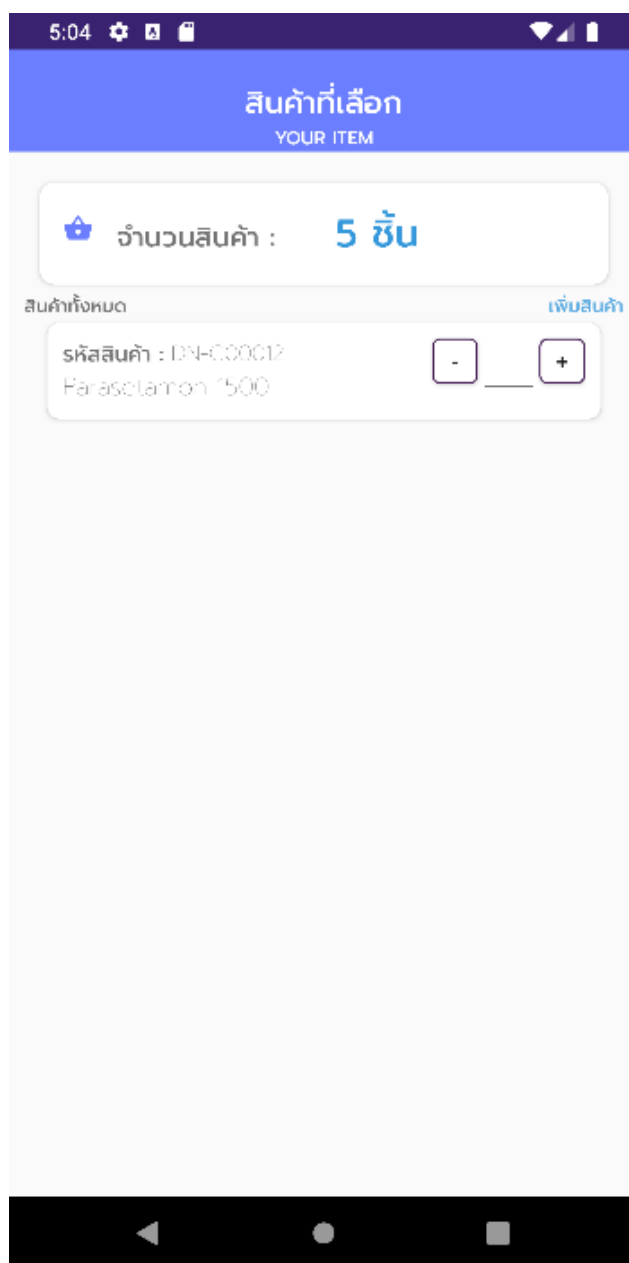 5:04
สินค้าที่เลือก
YOUR ITEM
จำนวนสินค้า : 5 ชิ้น
สินค้าทั้งหมด เพิ่มสินค้า
รหัสสินค้า : DN-C00012
- +
Parasetamon 1500